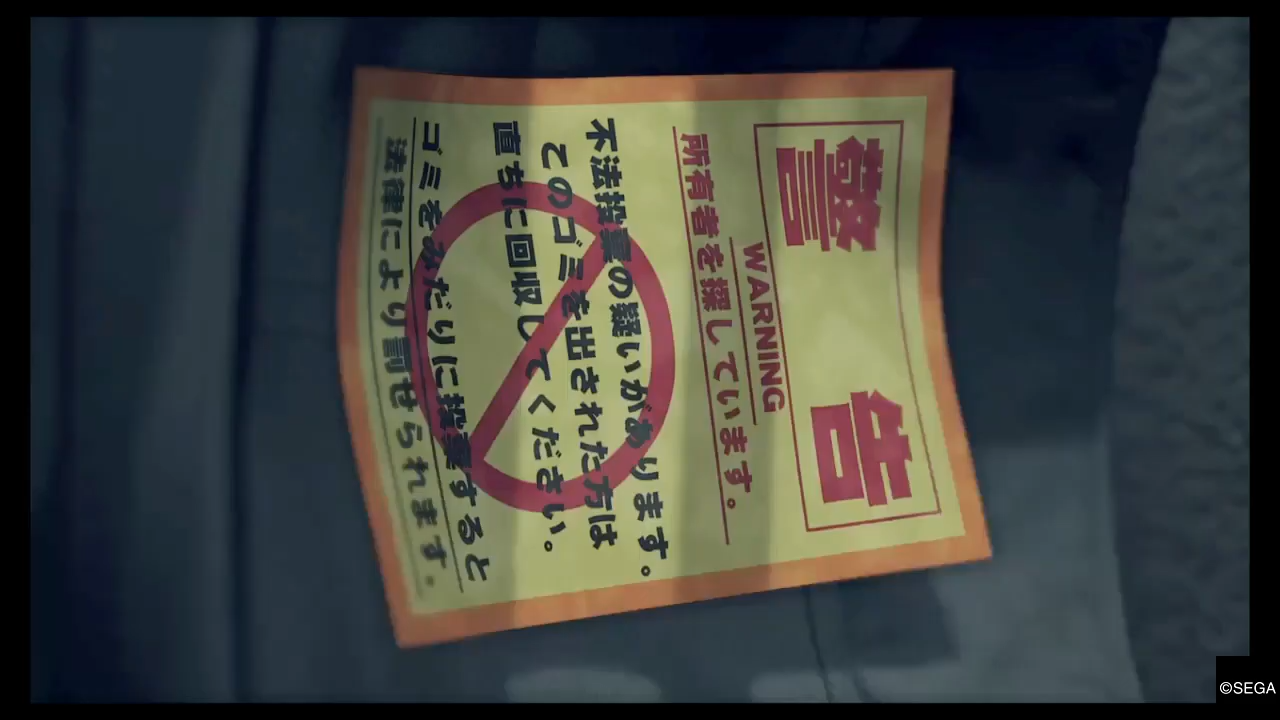 警告
WARNING
所有者を探しています。
不法投棄の疑いがあります。
このゴミを出された方は
直ちに回収してください。
ゴミをみだりに投棄すると
法律により罰せられます。
©SEGA